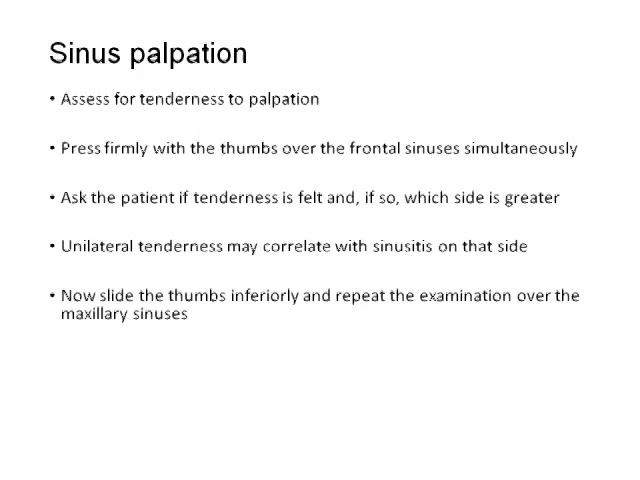 Sinus palpation
• Assess for tenderness to palpation
• Press firmly with the thumbs over the frontal sinuses simultaneously
• Ask the patient if tenderness is felt and, if so, which side is greater
• Unilateral tenderness may correlate with sinusitis on that side
• Now slide the thumbs inferiorly and repeat the examination over the
maxillary sinuses